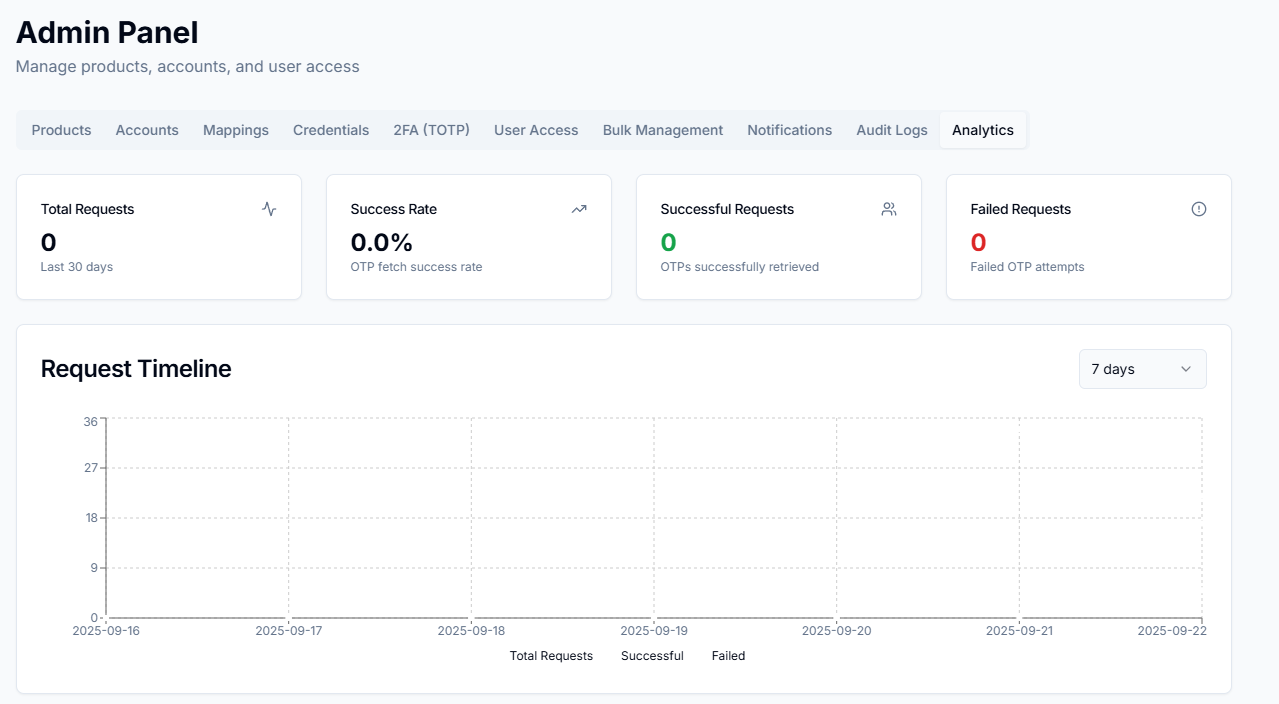 Admin Panel
Manage products, accounts, and user access
Products Accounts Mappings Credentials 2FA (TOTP) User Access Bulk Management Notifications Audit Logs Analytics
Total Requests
0
Last 30 days
Success Rate
0.0%
OTP fetch success rate
Successful Requests
0
OTPs successfully retrieved
Failed Requests
0
Failed OTP attempts
Request Timeline
7 days
36
27
18
9
0
2025-09-16 2025-09-17 2025-09-18 2025-09-19 2025-09-20 2025-09-21 2025-09-22
Total Requests Successful Failed